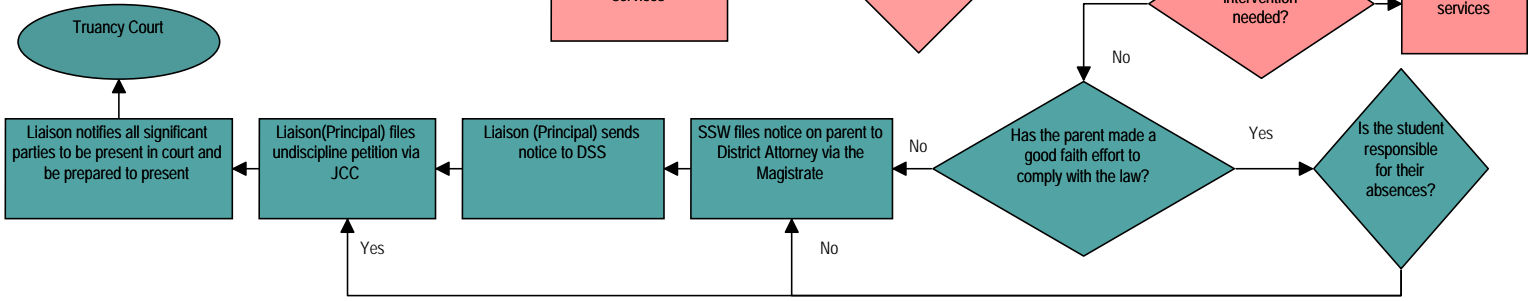 services
intervention
needed?
services
Truancy Court
No
Liaison notifies all significant
parties to be present in court and
be prepared to present
Liaison(Principal) files
undiscipline petition via
JCC
Liaison (Principal) sends
notice to DSS
SSW files notice on parent to
District Attorney via the
Magistrate
No
Has the parent made a
good faith effort to
comply with the law?
Yes
Is the student
responsible
for their
absences?
Yes
No